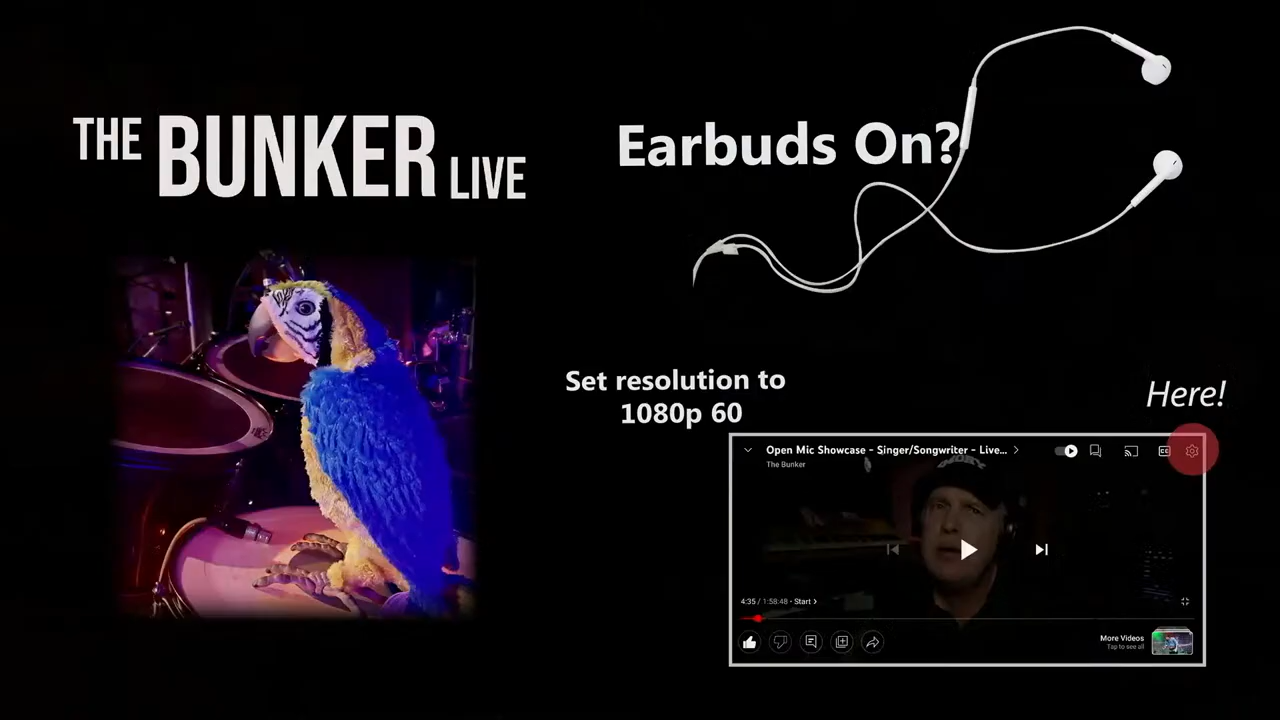 THE BUNKER LIVE
Earbuds On?
Set resolution to
1080p 60
Here!
Open Mic Showcase - Singer/Songwriter - Live...
The Bunker
CC
4:35 / 1:58:48 • Start
More Videos
Tap to see all